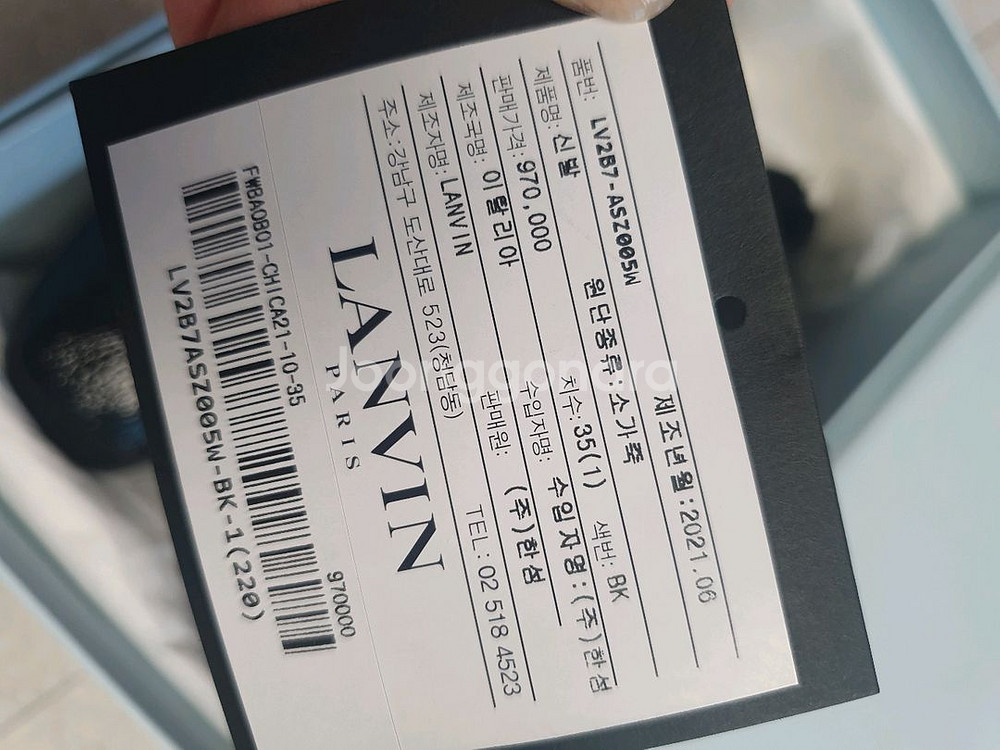 품번: LV2B7-ASZ005W 제조년월:2021.06
제품명: 신발 원단종류:소가죽
판매가격: 970,000 치수:35(1) 색번: BK
제조국명: 이탈리아 수입자명: 수입자명:(주)한섬
제조자명: LANVIN 판매원: (주)한섬
주소:강남구 도산대로 523(청담동) TEL: 02 518 4523
LANVIN
PARIS
FWBAOB01-CH CA21-10-35 970000
LV2B7ASZ005W-BK-1(220)
Joonggonara